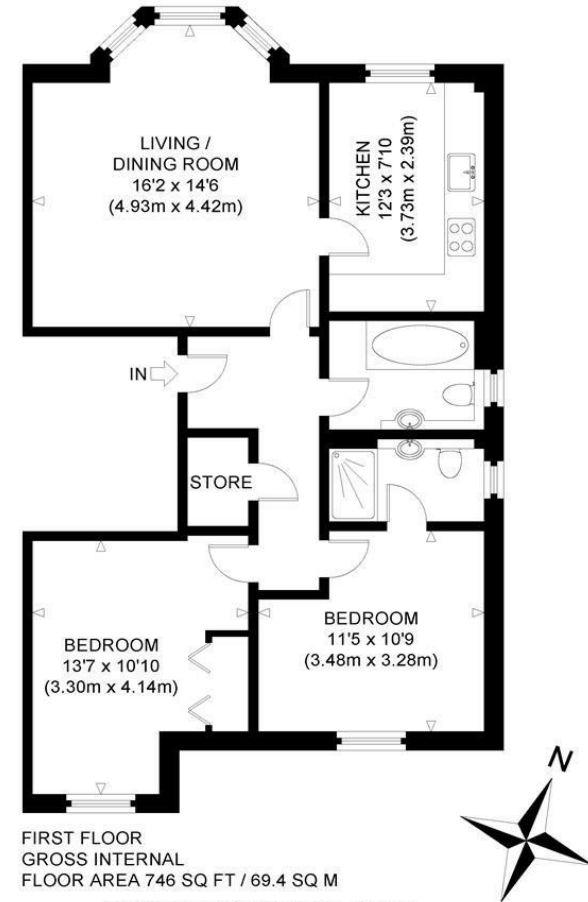 LIVING /
DINING ROOM
16'2 x 14'6
(4.93m x 4.42m)
KITCHEN
12'3 x 7'10
(3.73m x 2.39m)
IN
STORE
BEDROOM
13'7 x 10'10
(3.30m x 4.14m)
BEDROOM
11'5 x 10'9
(3.48m x 3.28m)
N
FIRST FLOOR
GROSS INTERNAL
FLOOR AREA 746 SQ FT / 69.4 SQ M